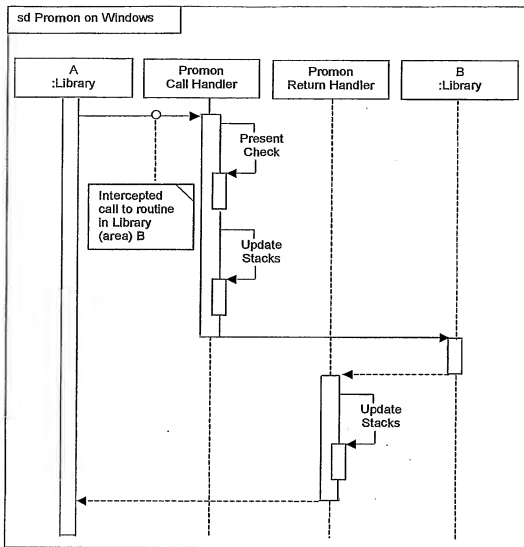 sd Promon on Windows
A
:Library
Promon
Call Handler
Promon
Return Handler
B
:Library
Present
Check
Intercepted
call to routine
in Library
(area) B
Update
Stacks
Update
Stacks